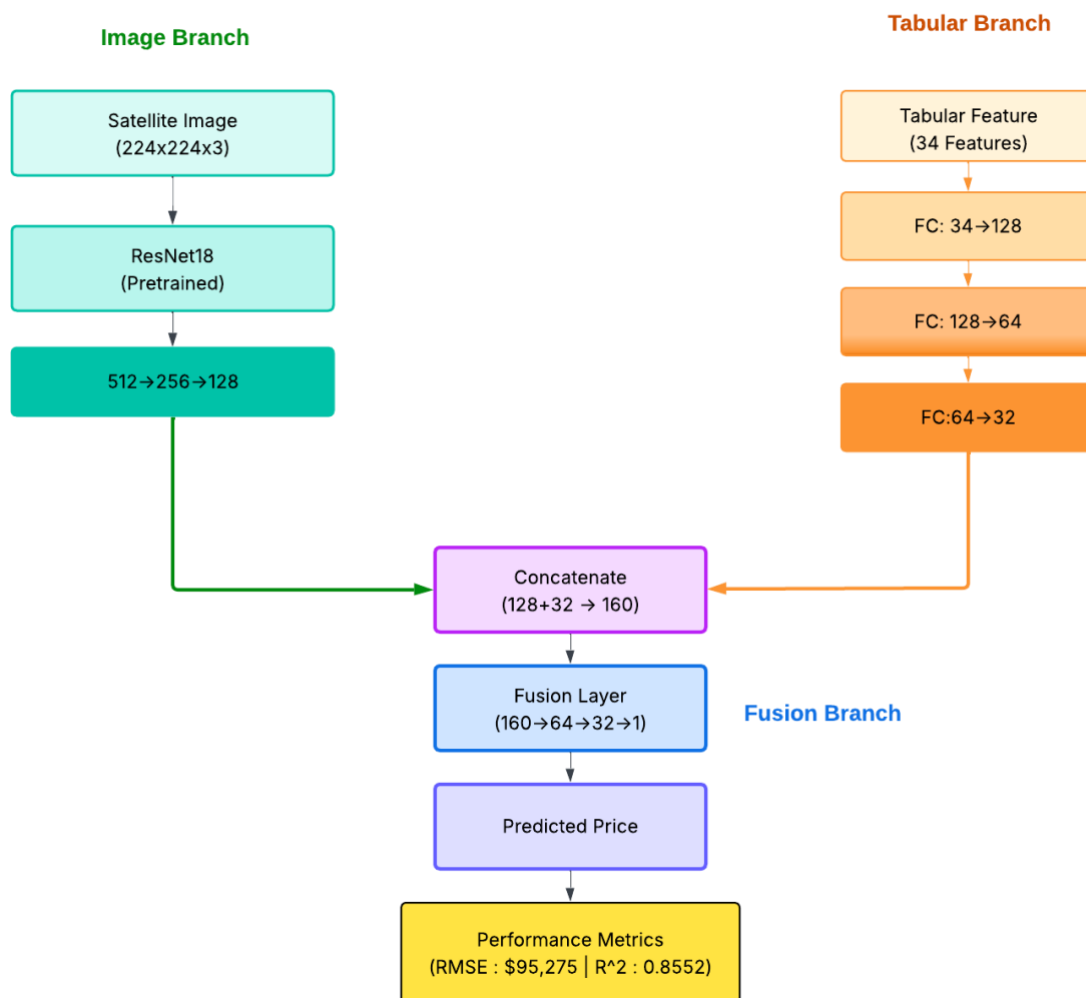 Image Branch
Satellite Image
(224x224x3)
ResNet18
(Pretrained)
512→256→128
Tabular Branch
Tabular Feature
(34 Features)
FC: 34→128
FC: 128→64
FC:64→32
Concatenate
(128+32 → 160)
Fusion Layer
(160→64→32→1)
Fusion Branch
Predicted Price
Performance Metrics
(RMSE : $95,275 | R^2 : 0.8552)